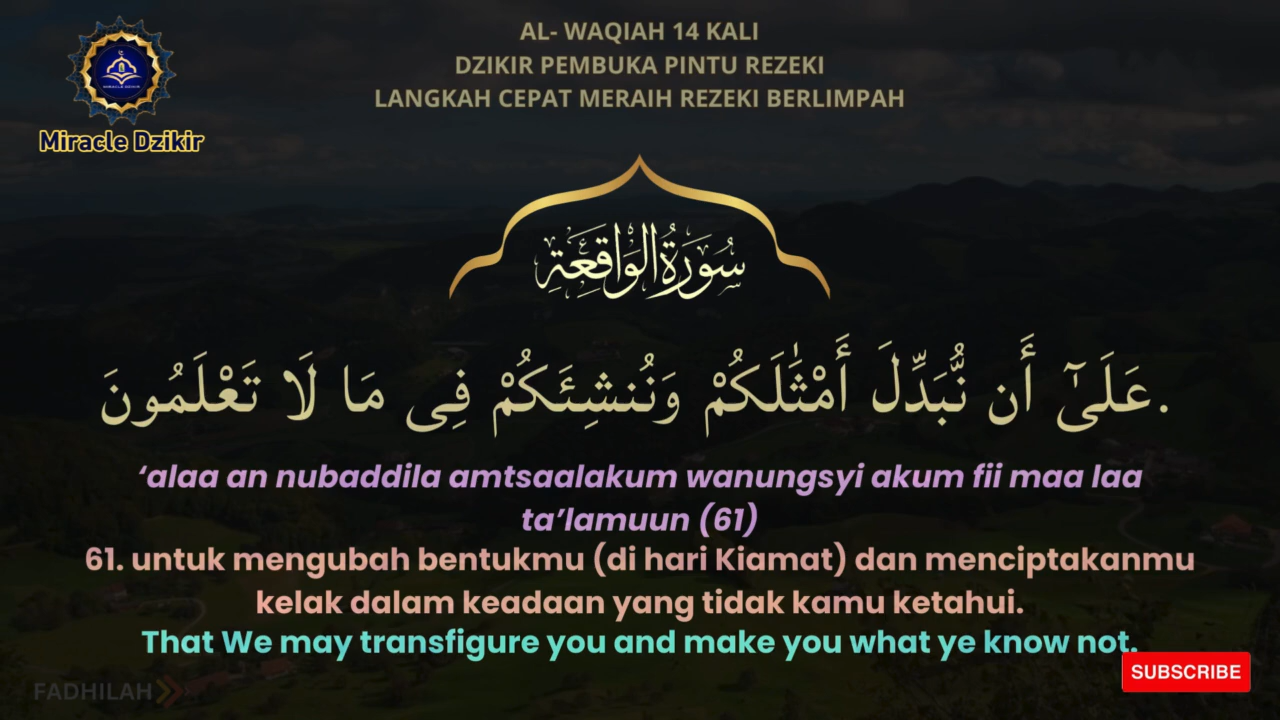 AL- WAQIAH 14 KALI
DZIKIR PEMBUKA PINTU REZEKI
LANGKAH CEPAT MERAIH REZEKI BERLIMPAH
Miracle Dzikir
سُورَةُ الْوَاقِعَةِ
عَلَىٰٓ أَن نُّبَدِّلَ أَمْثَٰلَكُمْ وَنُنشِئَكُمْ فِى مَا لَا تَعْلَمُونَ.
‘alaa an nubaddila amtsaalakum wanungsyi akum fii maa laa
ta’lamuun (61)
61. untuk mengubah bentukmu (di hari Kiamat) dan menciptakanmu
kelak dalam keadaan yang tidak kamu ketahui.
That We may transfigure you and make you what ye know not.
SUBSCRIBE
FADHILAH